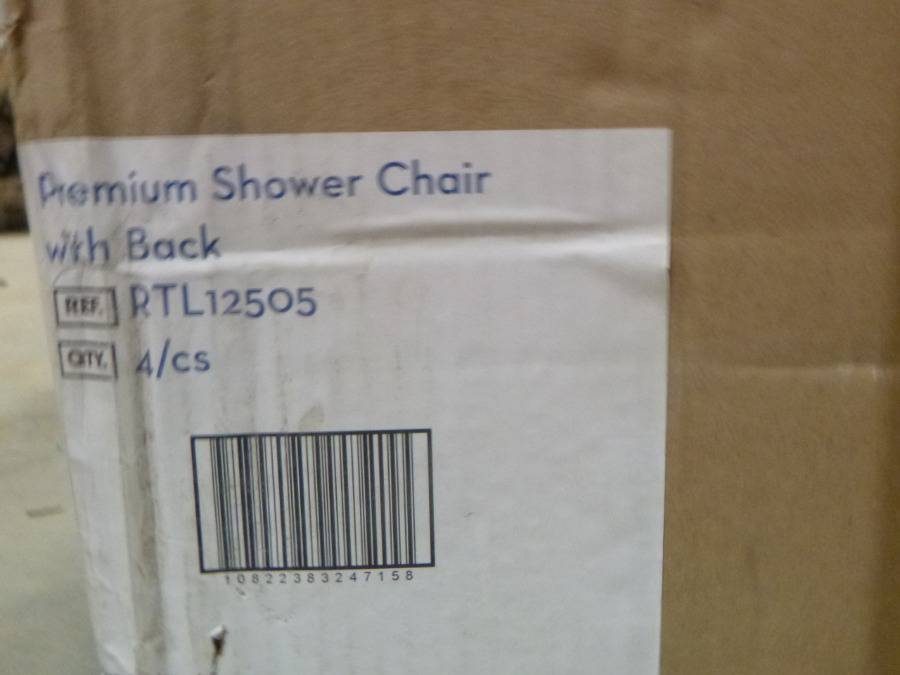 Premium Shower Chair
with Back
REF. RTL12505
QTY. 4/cs
10822383247158